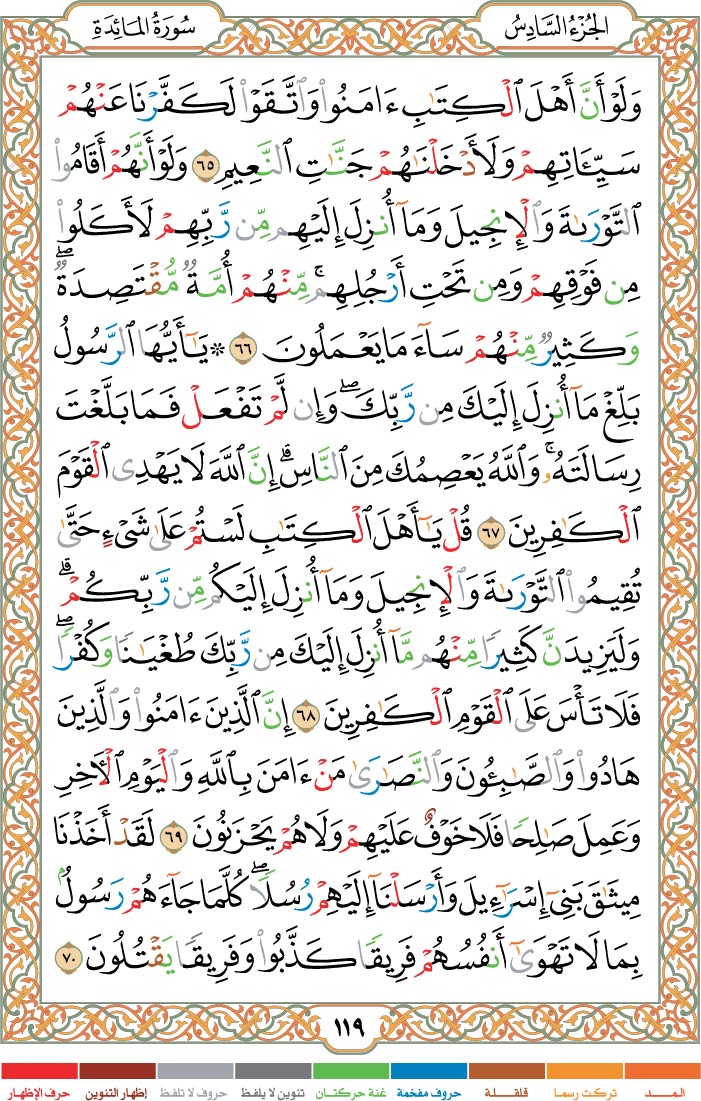 الجُزْءُ السَّادِسُ
سُورَةُ المَائِدَةِ
وَلَوْ أَنَّ أَهْلَ ٱلْكِتَٰبِ ءَامَنُوا۟ وَٱتَّقَوْا۟ لَكَفَّرْنَا عَنْهُمْ
سَيِّـَٔاتِهِمْ وَلَأَدْخَلْنَٰهُمْ جَنَّٰتِ ٱلنَّعِيمِ ٦٥ وَلَوْ أَنَّهُمْ أَقَامُوا۟
ٱلتَّوْرَىٰةَ وَٱلْإِنجِيلَ وَمَآ أُنزِلَ إِلَيْهِم مِّن رَّبِّهِمْ لَأَكَلُوا۟
مِن فَوْقِهِمْ وَمِن تَحْتِ أَرْجُلِهِم ۚ مِّنْهُمْ أُمَّةٌ مُّقْتَصِدَةٌ ۖ
وَكَثِيرٌ مِّنْهُمْ سَآءَ مَا يَعْمَلُونَ ٦٦ ۞ يَٰٓأَيُّهَا ٱلرَّسُولُ
بَلِّغْ مَآ أُنزِلَ إِلَيْكَ مِن رَّبِّكَ ۖ وَإِن لَّمْ تَفْعَلْ فَمَا بَلَّغْتَ
رِسَالَتَهُۥ ۚ وَٱللَّهُ يَعْصِمُكَ مِنَ ٱلنَّاسِ ۗ إِنَّ ٱللَّهَ لَا يَهْدِى ٱلْقَوْمَ
ٱلْكَٰفِرِينَ ٦٧ قُلْ يَٰٓأَهْلَ ٱلْكِتَٰبِ لَسْتُمْ عَلَىٰ شَىْءٍ حَتَّىٰ
تُقِيمُوا۟ ٱلتَّوْرَىٰةَ وَٱلْإِنجِيلَ وَمَآ أُنزِلَ إِلَيْكُم مِّن رَّبِّكُمْ ۗ
وَلَيَزِيدَنَّ كَثِيرًا مِّنْهُم مَّآ أُنزِلَ إِلَيْكَ مِن رَّبِّكَ طُغْيَٰنًا وَكُفْرًا ۖ
فَلَا تَأْسَ عَلَى ٱلْقَوْمِ ٱلْكَٰفِرِينَ ٦٨ إِنَّ ٱلَّذِينَ ءَامَنُوا۟ وَٱلَّذِينَ
هَادُوا۟ وَٱلصَّٰبِـُٔونَ وَٱلنَّصَٰرَىٰ مَنْ ءَامَنَ بِٱللَّهِ وَٱلْيَوْمِ ٱلْـَٔاخِرِ
وَعَمِلَ صَٰلِحًا فَلَا خَوْفٌ عَلَيْهِمْ وَلَا هُمْ يَحْزَنُونَ ٦٩ لَقَدْ أَخَذْنَا
مِيثَٰقَ بَنِىٓ إِسْرَٰٓءِيلَ وَأَرْسَلْنَآ إِلَيْهِمْ رُسُلًا ۖ كُلَّمَا جَآءَهُمْ رَسُولٌۢ
بِمَا لَا تَهْوَىٰٓ أَنفُسُهُمْ فَرِيقًا كَذَّبُوا۟ وَفَرِيقًا يَقْتُلُونَ ٧٠
١١٩
المــــد
تركت رسما
قلقــلة
حروف مفخمة
غنة حركتان
تنوين لا يلفظ
حروف لا تلفظ
إظهار التنوين
حرف الإظهار